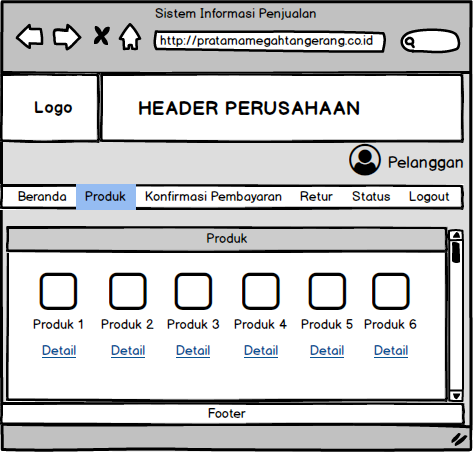 Sistem Informasi Penjualan
http://pratamamegahtangerang.co.id
Logo
HEADER PERUSAHAAN
Pelanggan
Beranda Produk Konfirmasi Pembayaran Retur Status Logout
Produk
Produk 1 Produk 2 Produk 3 Produk 4 Produk 5 Produk 6
Detail Detail Detail Detail Detail Detail
Footer